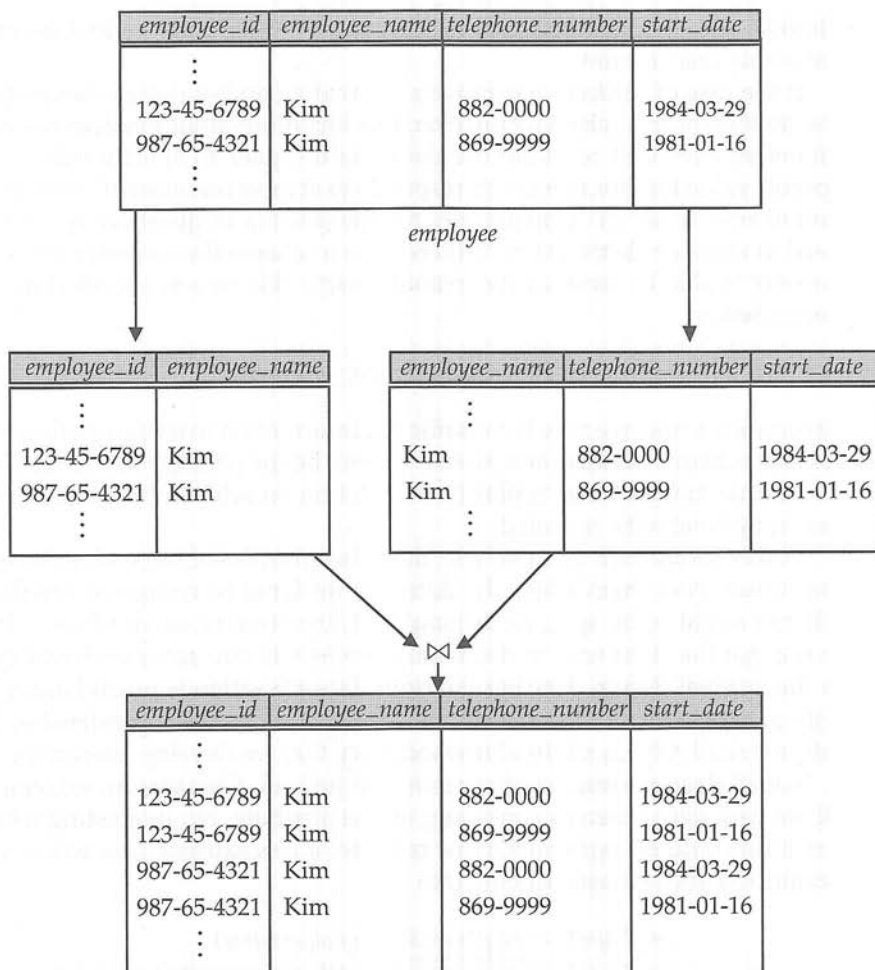 employee_id employee_name telephone_number start_date
⋮
123-45-6789 Kim 882-0000 1984-03-29
987-65-4321 Kim 869-9999 1981-01-16
⋮
employee
employee_id employee_name
⋮
123-45-6789 Kim
987-65-4321 Kim
⋮
employee_name telephone_number start_date
⋮
Kim 882-0000 1984-03-29
Kim 869-9999 1981-01-16
⋮
⋈
employee_id employee_name telephone_number start_date
⋮
123-45-6789 Kim 882-0000 1984-03-29
123-45-6789 Kim 869-9999 1981-01-16
987-65-4321 Kim 882-0000 1984-03-29
987-65-4321 Kim 869-9999 1981-01-16
⋮